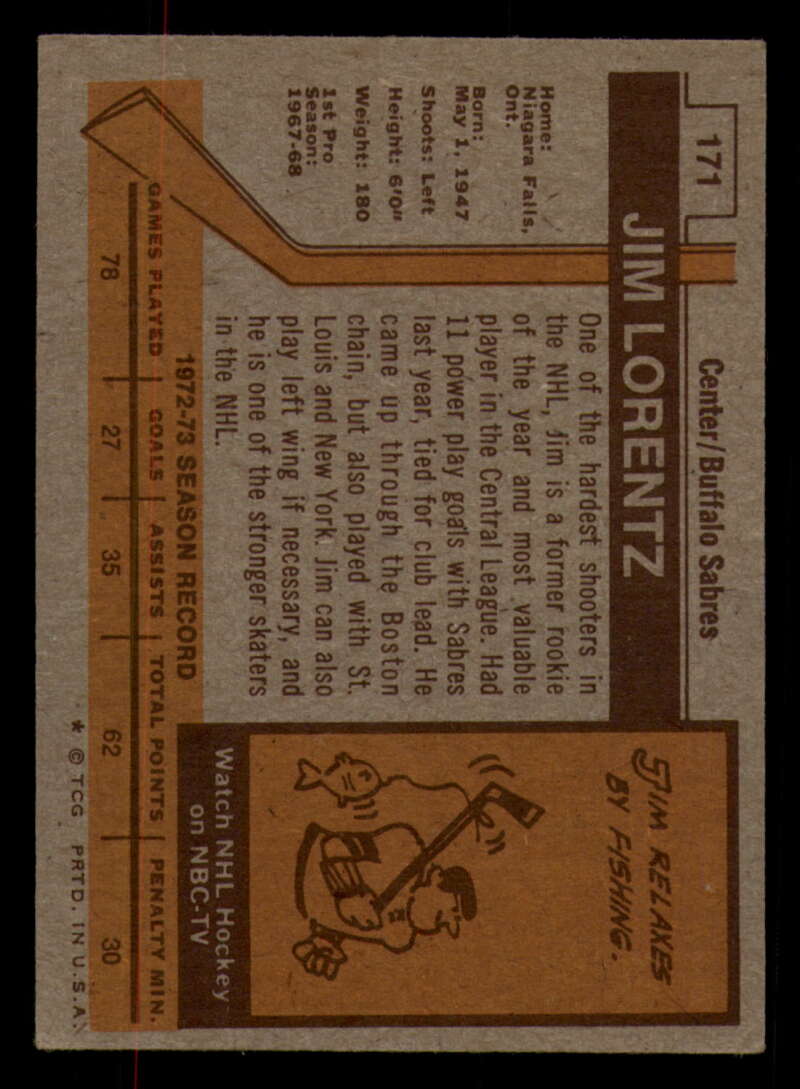 171
Center/Buffalo Sabres
JIM LORENTZ
Home:
Niagara Falls,
Ont.
Born:
May 1, 1947
Shoots: Left
Height: 6'0"
Weight: 180
1st Pro
Season:
1967-68
One of the hardest shooters in
the NHL, Jim is a former rookie
of the year and most valuable
player in the Central League. Had
11 power play goals with Sabres
last year, tied for club lead. He
came up through the Boston
chain, but also played with St.
Louis and New York. Jim can also
play left wing if necessary, and
he is one of the stronger skaters
in the NHL.
JIM RELAXES
BY FISHING.
Watch NHL Hockey
on NBC-TV
1972-73 SEASON RECORD
GAMES PLAYED | GOALS | ASSISTS | TOTAL POINTS | PENALTY MIN.
78 27 35 62 30
* © TCG PRTD. IN U.S.A.